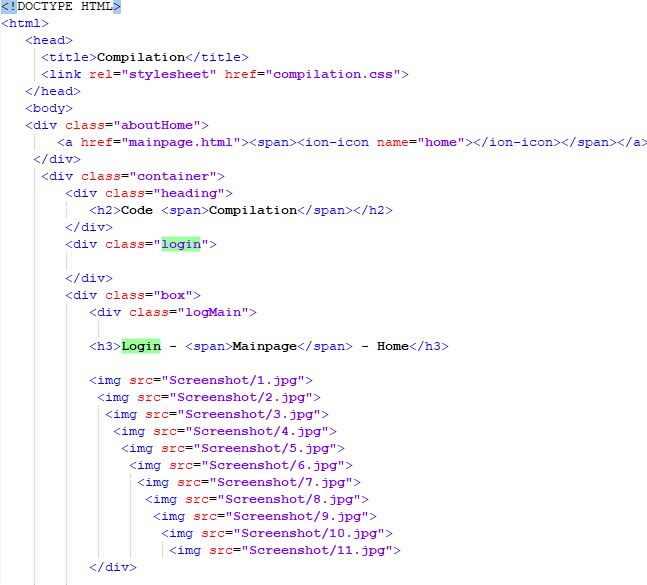 <!DOCTYPE HTML>
<html>
<head>
<title>Compilation</title>
<link rel="stylesheet" href="compilation.css">
</head>
<body>
<div class="aboutHome">
<a href="mainpage.html"><span><ion-icon name="home"></ion-icon></span></a>
</div>
<div class="container">
<div class="heading">
<h2>Code <span>Compilation</span></h2>
</div>
<div class="login">
</div>
<div class="box">
<div class="logMain">
<h3>Login - <span>Mainpage</span> - Home</h3>
<img src="Screenshot/1.jpg">
<img src="Screenshot/2.jpg">
<img src="Screenshot/3.jpg">
<img src="Screenshot/4.jpg">
<img src="Screenshot/5.jpg">
<img src="Screenshot/6.jpg">
<img src="Screenshot/7.jpg">
<img src="Screenshot/8.jpg">
<img src="Screenshot/9.jpg">
<img src="Screenshot/10.jpg">
<img src="Screenshot/11.jpg">
</div>